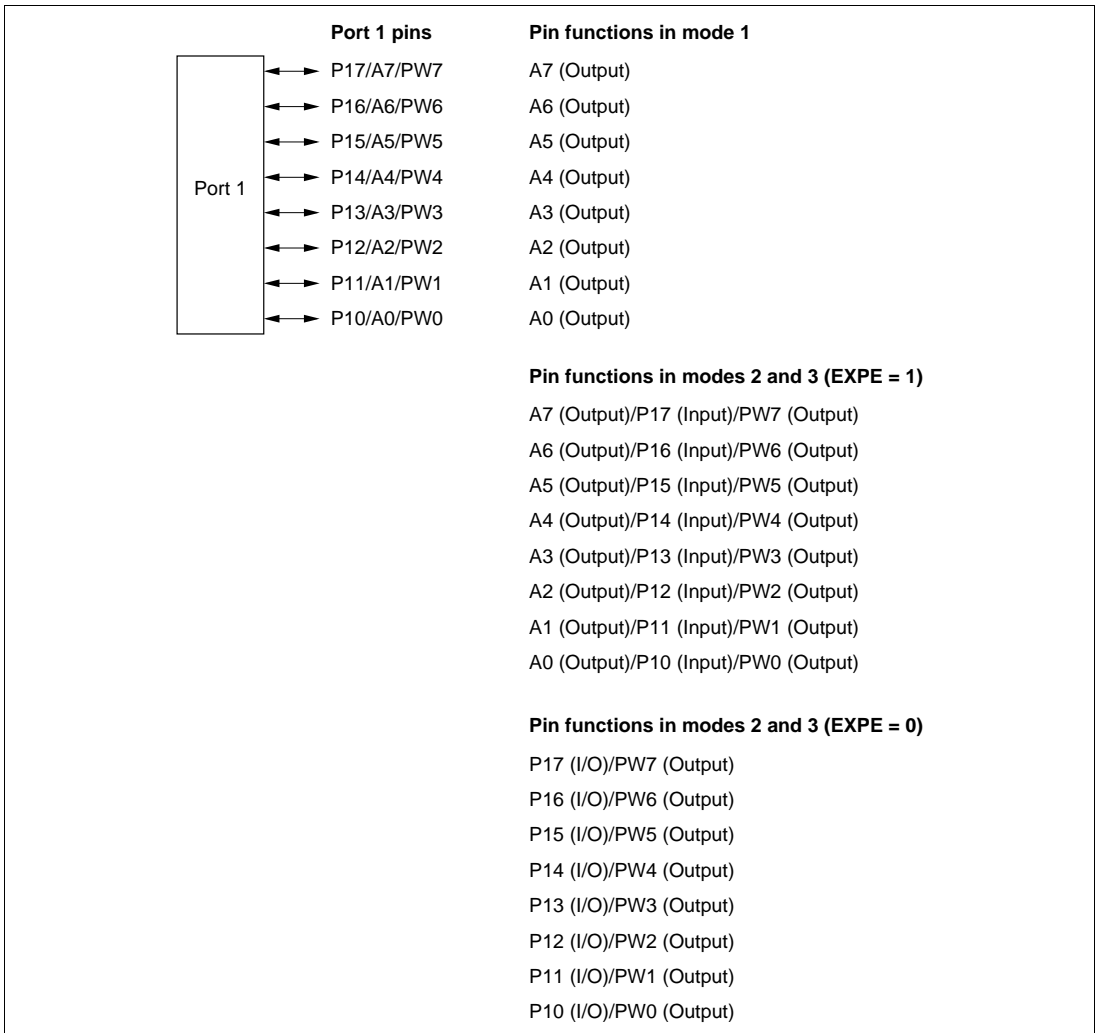 Port 1 pins Pin functions in mode 1
P17/A7/PW7 A7 (Output)
P16/A6/PW6 A6 (Output)
P15/A5/PW5 A5 (Output)
P14/A4/PW4 A4 (Output)
Port 1
P13/A3/PW3 A3 (Output)
P12/A2/PW2 A2 (Output)
P11/A1/PW1 A1 (Output)
P10/A0/PW0 A0 (Output)
Pin functions in modes 2 and 3 (EXPE = 1)
A7 (Output)/P17 (Input)/PW7 (Output)
A6 (Output)/P16 (Input)/PW6 (Output)
A5 (Output)/P15 (Input)/PW5 (Output)
A4 (Output)/P14 (Input)/PW4 (Output)
A3 (Output)/P13 (Input)/PW3 (Output)
A2 (Output)/P12 (Input)/PW2 (Output)
A1 (Output)/P11 (Input)/PW1 (Output)
A0 (Output)/P10 (Input)/PW0 (Output)
Pin functions in modes 2 and 3 (EXPE = 0)
P17 (I/O)/PW7 (Output)
P16 (I/O)/PW6 (Output)
P15 (I/O)/PW5 (Output)
P14 (I/O)/PW4 (Output)
P13 (I/O)/PW3 (Output)
P12 (I/O)/PW2 (Output)
P11 (I/O)/PW1 (Output)
P10 (I/O)/PW0 (Output)